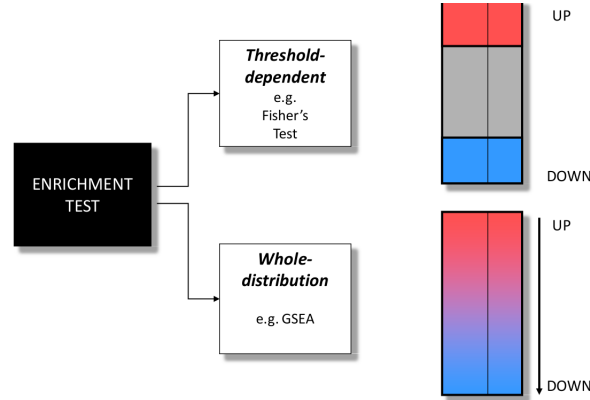 ENRICHMENT
TEST
Threshold-
dependent
e.g.
Fisher's
Test
UP
DOWN
Whole-
distribution
e.g. GSEA
UP
DOWN